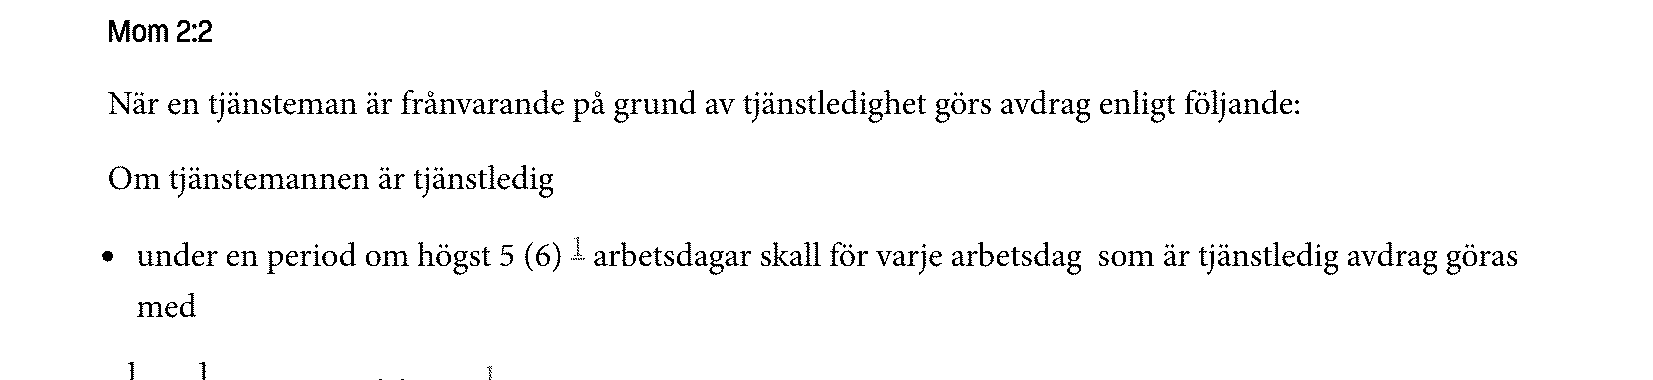 Mom 2:2
När en tjänsteman är frånvarande på grund av tjänstledighet görs avdrag enligt följande:
Om tjänstemannen är tjänstledig
• under en period om högst 5 (6) 1 arbetsdagar skall för varje arbetsdag som är tjänstledig avdrag göras
med